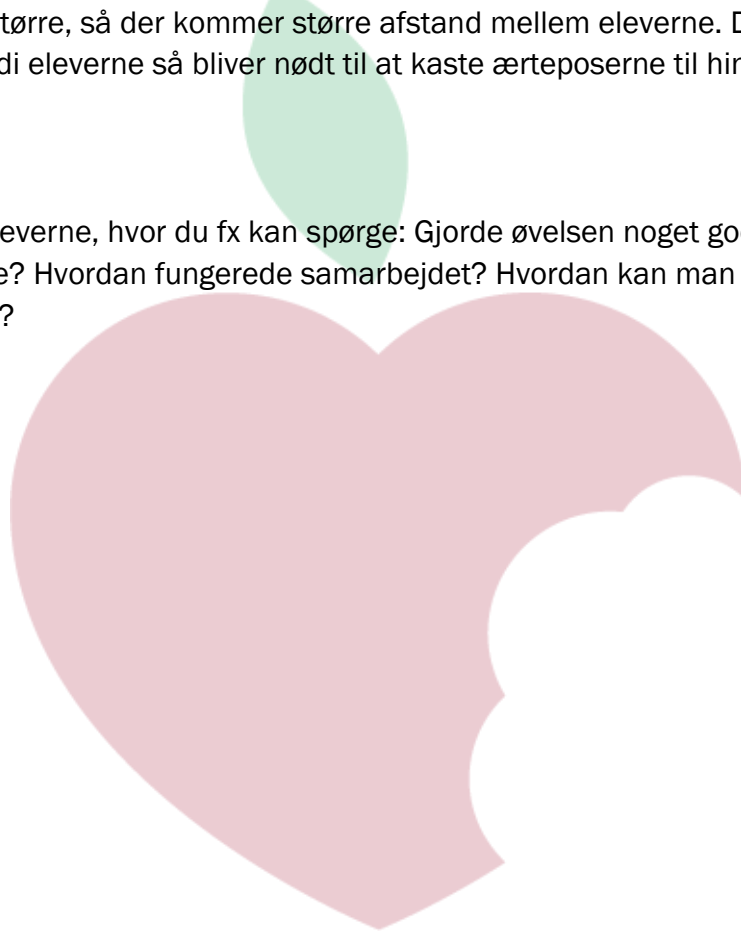 tørre, så der kommer større afstand mellem eleverne. D
di eleverne så bliver nødt til at kaste ærteposerne til hin
leverne, hvor du fx kan spørge: Gjorde øvelsen noget go
e? Hvordan fungerede samarbejdet? Hvordan kan man
?